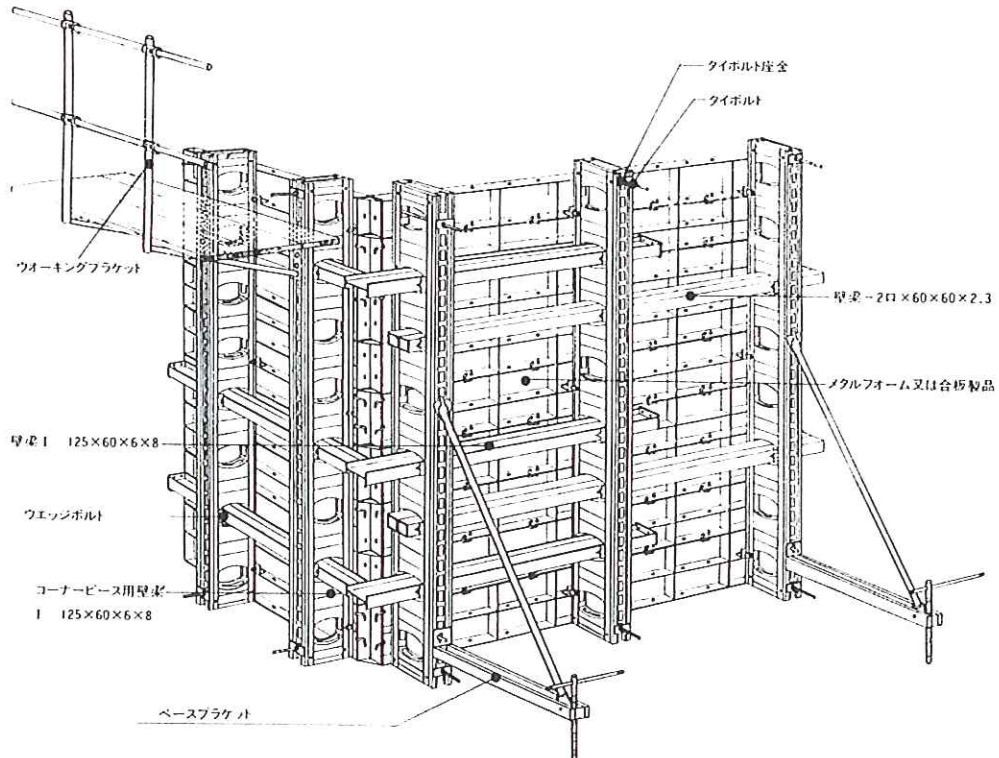 タイボルト座金
タイボルト
ウオーキングブラケット
壁梁-2口×60×60×2.3
メタルフォーム又は合板製品
壁梁I 125×60×6×8
ウエッジボルト
コーナーピース用壁梁
I 125×60×6×8
ベースブラケット